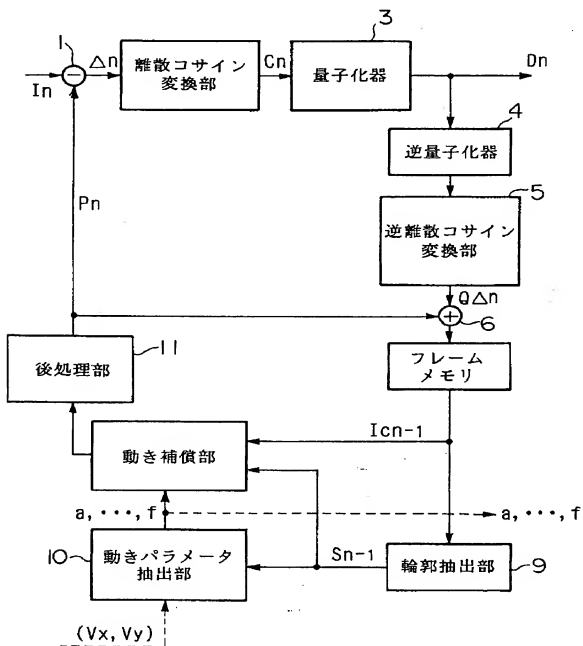 1
Δn
In
離散コサイン
変換部
Cn
3
量子化器
Dn
4
逆量子化器
5
逆離散コサイン
変換部
Pn
QΔn
6
11
後処理部
フレーム
メモリ
動き補償部
Icn-1
a,･･･,f
a,･･･,f
10
動きパラメータ
抽出部
Sn-1
輪郭抽出部
9
(Vx,Vy)